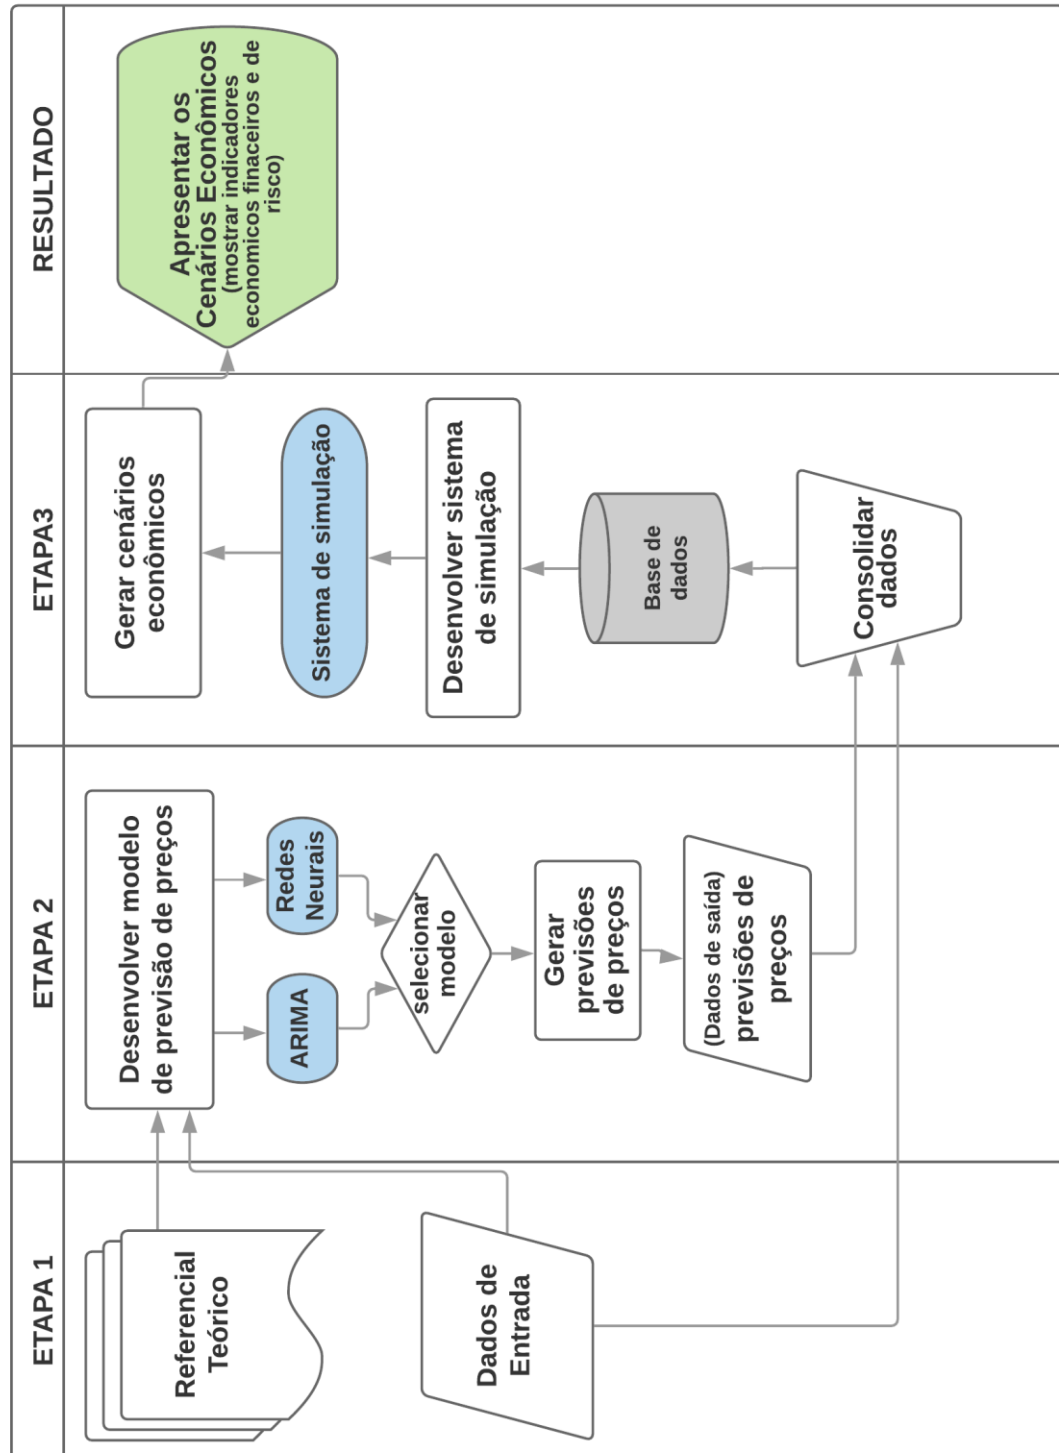 ETAPA 1
Referencial
Teórico
Dados de
Entrada
ETAPA 2
Desenvolver modelo
de previsão de preços
ARIMA
Redes
Neurais
selecionar
modelo
Gerar
previsões
de preços
(Dados de saída)
previsões de
preços
ETAPA3
Gerar cenários
econômicos
Sistema de simulação
Desenvolver sistema
de simulação
Base de
dados
Consolidar
dados
RESULTADO
Apresentar os
Cenários Econômicos
(mostrar indicadores
economicos finaceiros e de
risco)